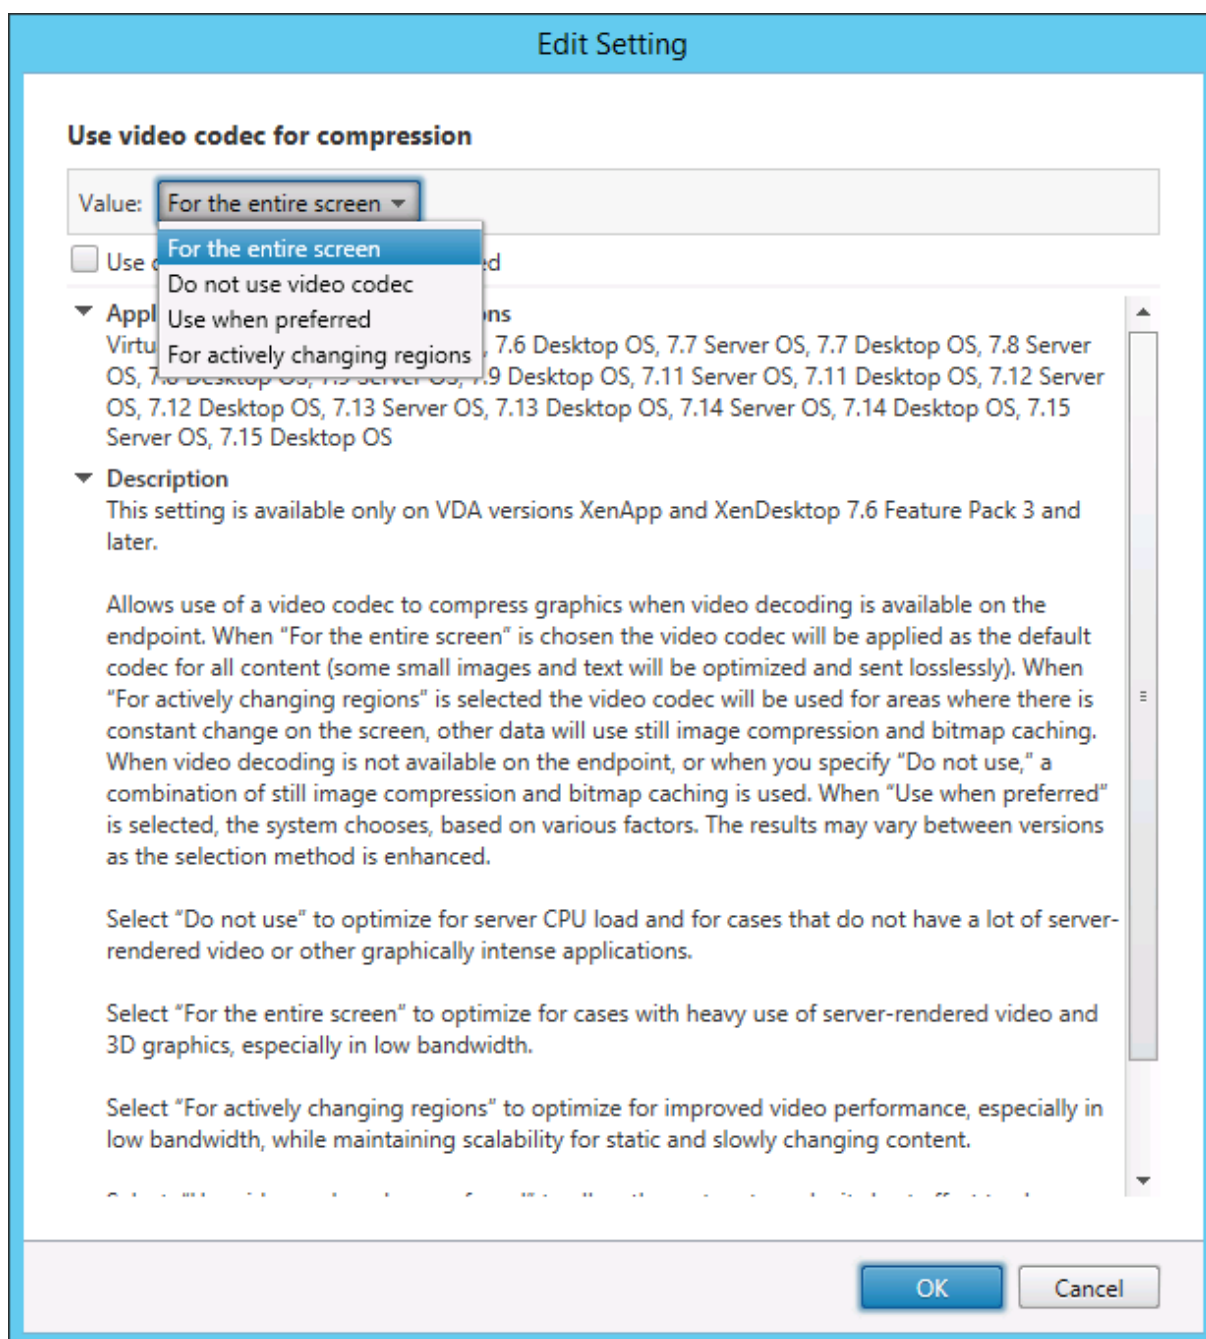 Edit Setting
Use video codec for compression
Value: For the entire screen
For the entire screen
Use
Do not use video codec
Use when preferred
For actively changing regions
7.6 Desktop OS, 7.7 Server OS, 7.7 Desktop OS, 7.8 Server
OS, 7.9 Desktop OS, 7.11 Server OS, 7.11 Desktop OS, 7.12 Server
OS, 7.12 Desktop OS, 7.13 Server OS, 7.13 Desktop OS, 7.14 Server OS, 7.14 Desktop OS, 7.15
Server OS, 7.15 Desktop OS
Description
This setting is available only on VDA versions XenApp and XenDesktop 7.6 Feature Pack 3 and
later.
Allows use of a video codec to compress graphics when video decoding is available on the
endpoint. When “For the entire screen” is chosen the video codec will be applied as the default
codec for all content (some small images and text will be optimized and sent losslessly). When
“For actively changing regions” is selected the video codec will be used for areas where there is
constant change on the screen, other data will use still image compression and bitmap caching.
When video decoding is not available on the endpoint, or when you specify “Do not use,” a
combination of still image compression and bitmap caching is used. When “Use when preferred”
is selected, the system chooses, based on various factors. The results may vary between versions
as the selection method is enhanced.
Select “Do not use” to optimize for server CPU load and for cases that do not have a lot of server-
rendered video or other graphically intense applications.
Select “For the entire screen” to optimize for cases with heavy use of server-rendered video and
3D graphics, especially in low bandwidth.
Select “For actively changing regions” to optimize for improved video performance, especially in
low bandwidth, while maintaining scalability for static and slowly changing content.
OK
Cancel